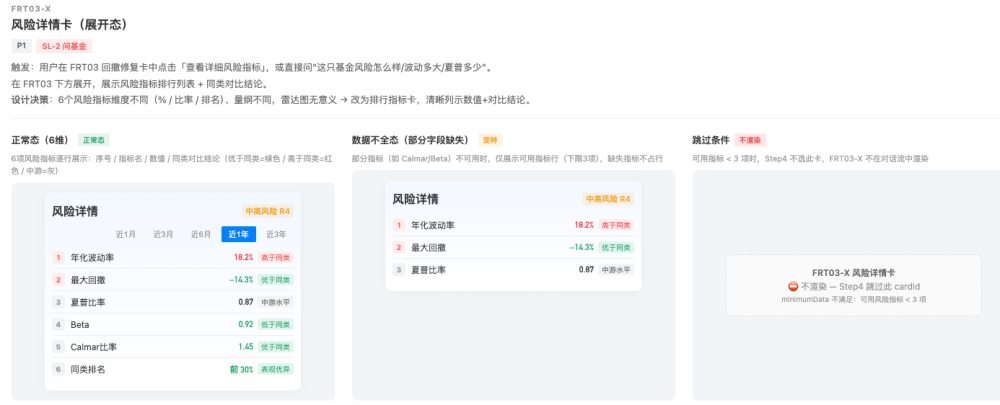 FRT03-X
风险详情卡（展开态）
P1 SL-2 问基金
触发：用户在 FRT03 回撤修复卡中点击「查看详细风险指标」，或直接问"这只基金风险怎么样/波动多大/夏普多少"。
在 FRT03 下方展开，展示风险指标排行列表 + 同类对比结论。
设计决策：6个风险指标维度不同（% / 比率 / 排名）、量纲不同，雷达图无意义 → 改为排行指标卡，清晰列示数值+对比结论。
正常态（6维） 正常态
6项风险指标逐行展示：序号 / 指标名 / 数值 / 同类对比结论（优于同类=绿色 / 高于同类=红
色 / 中游=灰）
风险详情 中高风险 R4
近1月 近3月 近6月 近1年 近3年
1 年化波动率 18.2% 高于同类
2 最大回撤 -14.3% 优于同类
3 夏普比率 0.87 中游水平
4 Beta 0.92 低于同类
5 Calmar比率 1.45 优于同类
6 同类排名 前 30% 表现优异
数据不全态（部分字段缺失） 变种
部分指标（如 Calmar/Beta）不可用时，仅展示可用指标行（下限3项），缺失指标不占行
风险详情 中高风险 R4
1 年化波动率 18.2% 高于同类
2 最大回撤 -14.3% 优于同类
3 夏普比率 0.87 中游水平
跳过条件 不渲染
可用指标 < 3 项时，Step4 不选此卡，FRT03-X 不在对话流中渲染
FRT03-X 风险详情卡
⛔ 不渲染 — Step4 跳过此 cardId
minimumData 不满足：可用风险指标 < 3 项